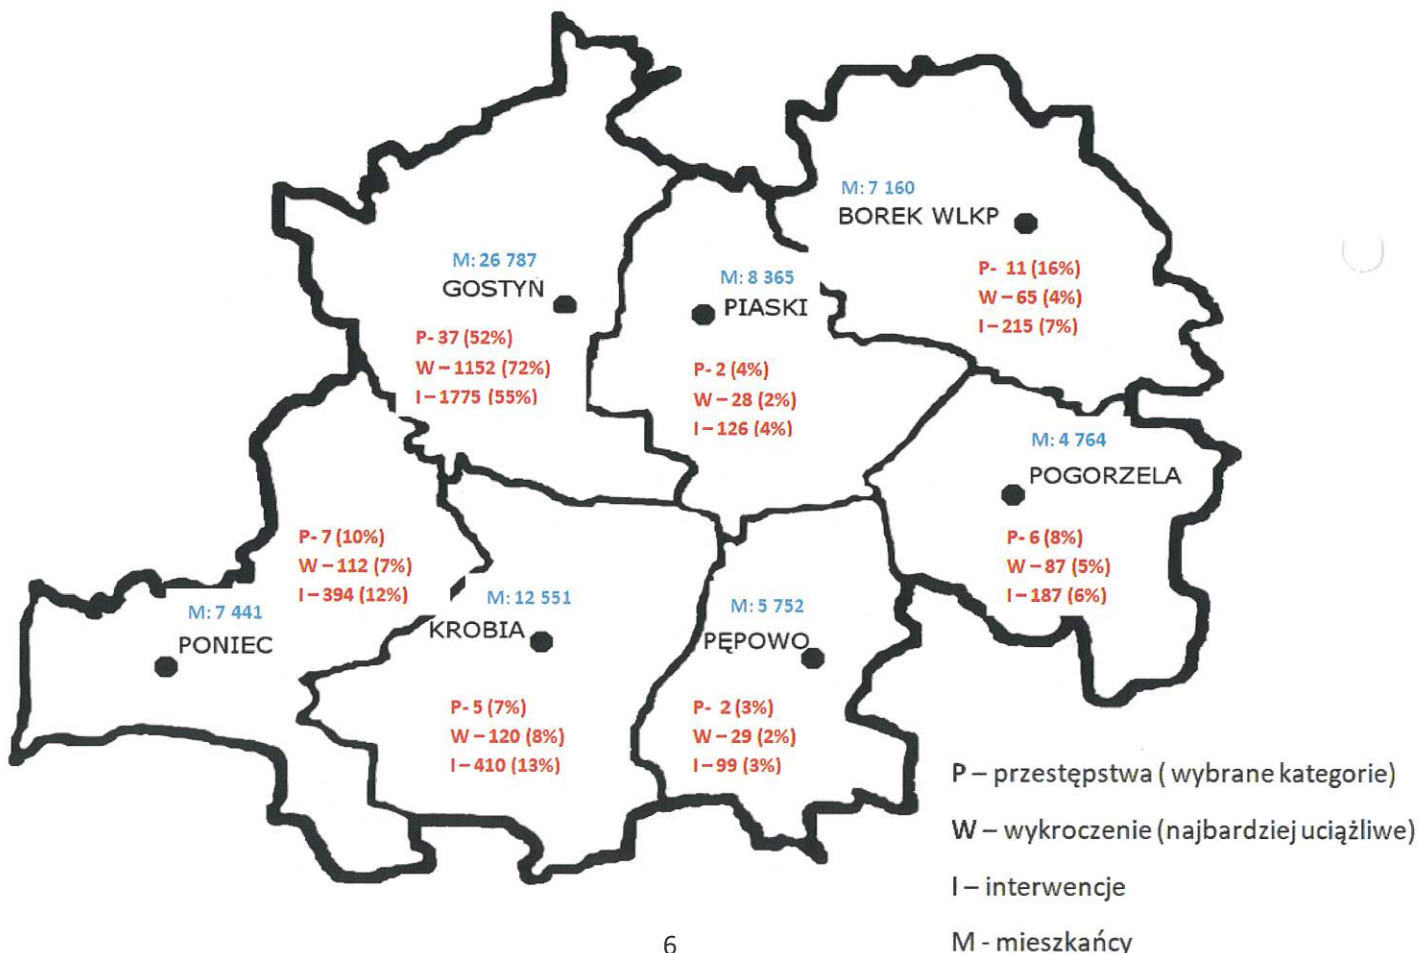 M: 7 160
BOREK WLKP
P- 11 (16%)
W – 65 (4%)
I – 215 (7%)
M: 26 787
GOSTYŃ
P- 37 (52%)
W – 1152 (72%)
I – 1775 (55%)
M: 8 365
PIASKI
P- 2 (4%)
W – 28 (2%)
I – 126 (4%)
M: 4 764
POGORZELA
P- 6 (8%)
W – 87 (5%)
I – 187 (6%)
P- 7 (10%)
W – 112 (7%)
I – 394 (12%)
M: 7 441
PONIEC
M: 12 551
KROBIA
P- 5 (7%)
W – 120 (8%)
I – 410 (13%)
M: 5 752
PĘPOWO
P- 2 (3%)
W – 29 (2%)
I – 99 (3%)
P – przestępstwa ( wybrane kategorie)
W – wykroczenie (najbardziej uciążliwe)
I – interwencje
M - mieszkańcy
6